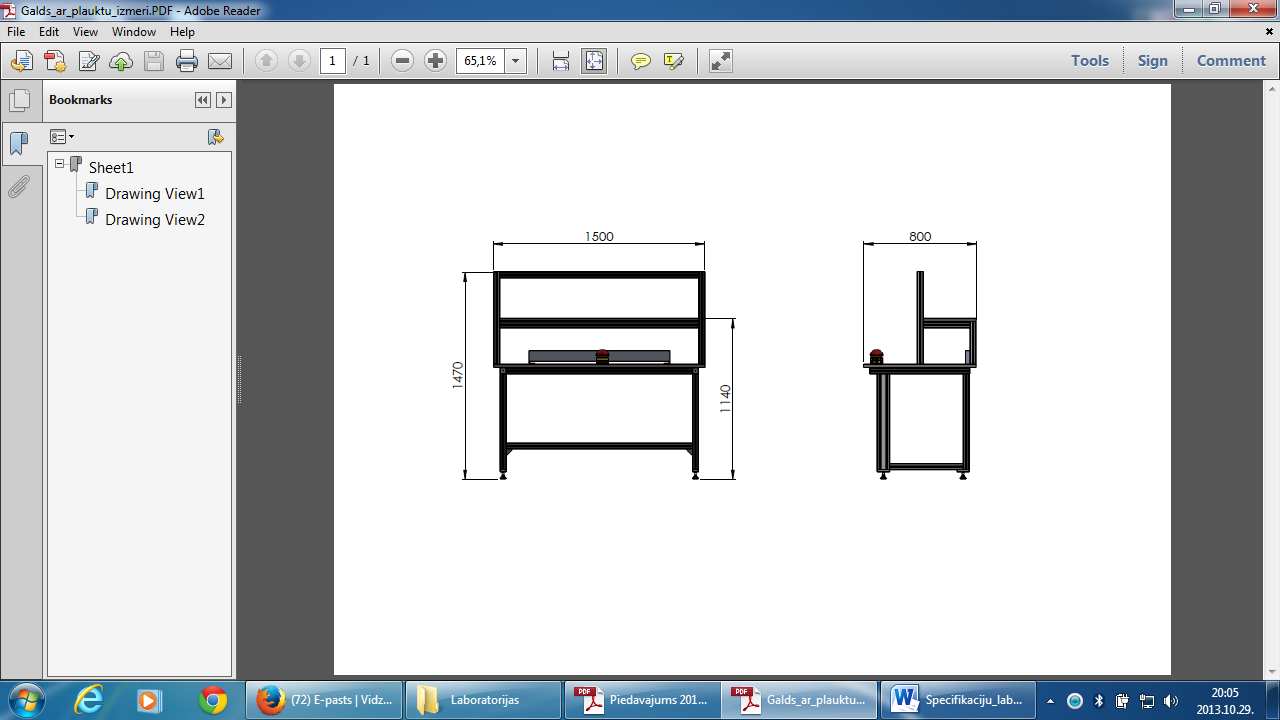 Galds_ar_plauktu_izmeri.PDF - Adobe Reader
File Edit View Window Help
1 / 1 65,1% Tools Sign Comment
Bookmarks
Sheet1
Drawing View1
Drawing View2
1500
800
1470
1140
(72) E-pasts | Vidz...
Laboratorijas
Piedavajums 201...
Galds_ar_plauktu...
Specifikaciju_lab...
20:05
2013.10.29.